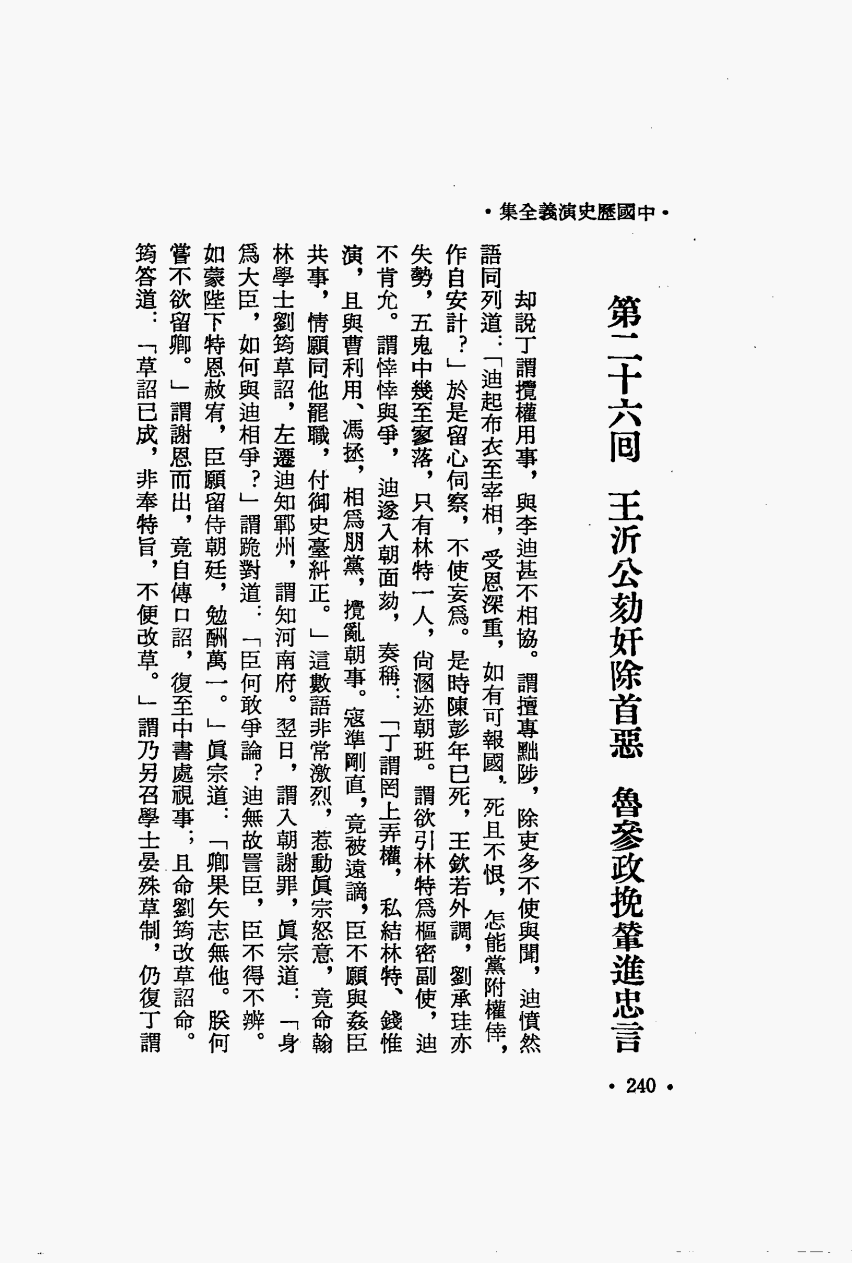 •中國歷史演義全集•
第二十六回　王沂公劾奸除首惡　魯參政挽輦進忠言
却說丁謂攬權用事，與李迪甚不相協。謂擅專黜陟，除吏多不使與聞，迪憤然
語同列道：「迪起布衣至宰相，受恩深重，如有可報國，死且不恨，怎能黨附權倖，
作自安計？」於是留心伺察，不使妄爲。是時陳彭年已死，王欽若外調，劉承珪亦
失勢，五鬼中幾至寥落，只有林特一人，尙溷迹朝班。謂欲引林特爲樞密副使，迪
不肯允。謂悻悻與爭，迪遂入朝面劾，奏稱：「丁謂罔上弄權，私結林特、錢惟
演，且與曹利用、馮拯，相爲朋黨，攪亂朝事。寇準剛直，竟被遠謫，臣不願與姦臣
共事，情願同他罷職，付御史臺糾正。」這數語非常激烈，惹動眞宗怒意，竟命翰
林學士劉筠草詔，左遷迪知鄆州，謂知河南府。翌日，謂入朝謝罪，眞宗道：「身
爲大臣，如何與迪相爭？」謂跪對道：「臣何敢爭論？迪無故詈臣，臣不得不辨。
如蒙陛下特恩赦宥，臣願留侍朝廷，勉酬萬一。」眞宗道：「卿果矢志無他。朕何
嘗不欲留卿。」謂謝恩而出，竟自傳口詔，復至中書處視事；且命劉筠改草詔命。
筠答道：「草詔已成，非奉特旨，不便改草。」謂乃另召學士晏殊草制，仍復丁謂
•240•